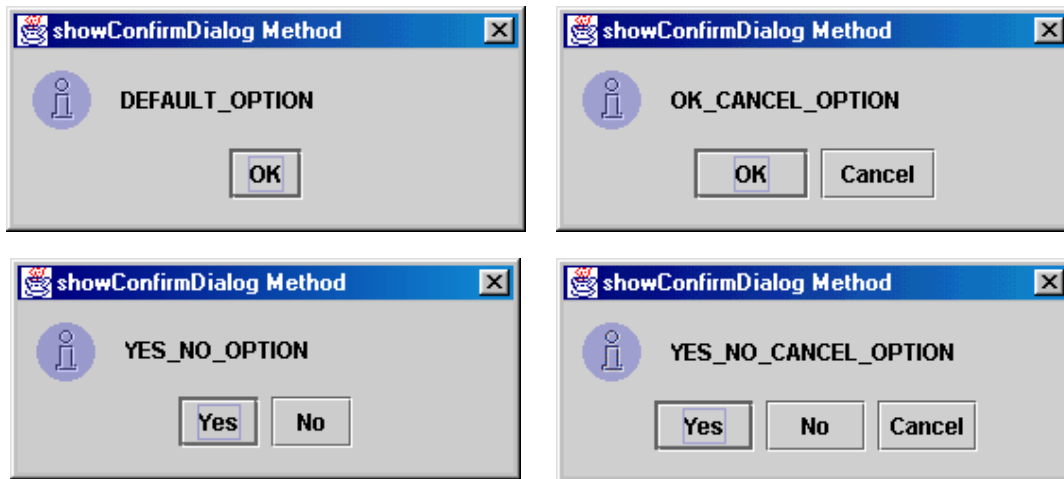 showConfirmDialog Method
DEFAULT_OPTION
OK
showConfirmDialog Method
OK_CANCEL_OPTION
OK Cancel
showConfirmDialog Method
YES_NO_OPTION
Yes No
showConfirmDialog Method
YES_NO_CANCEL_OPTION
Yes No Cancel